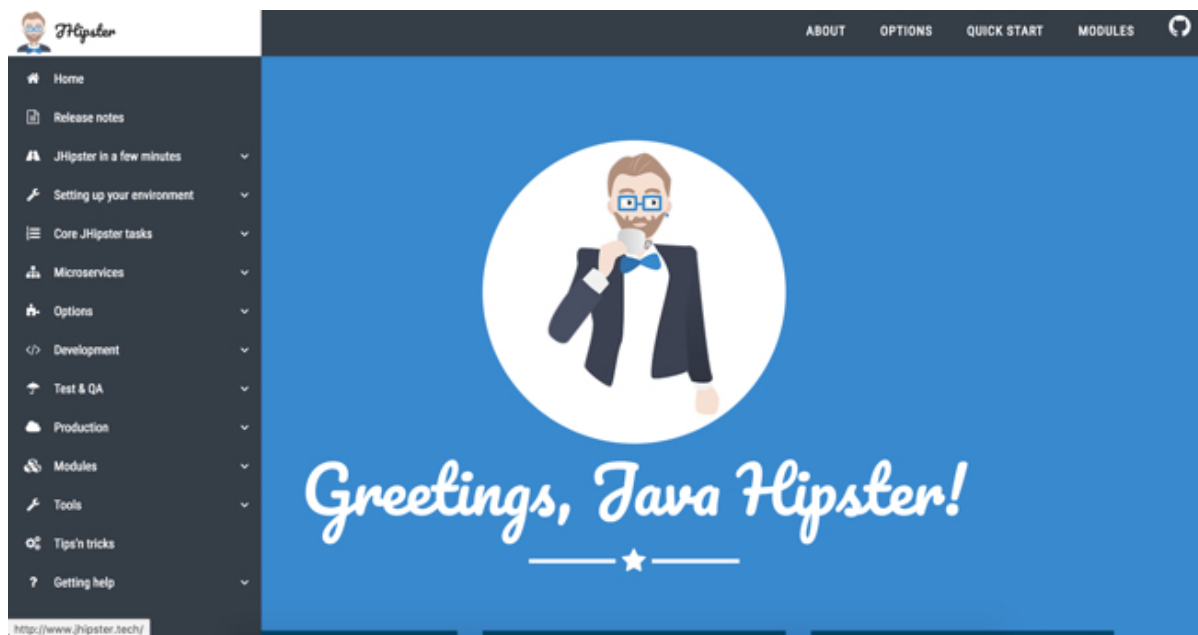 JHipster
ABOUT OPTIONS QUICK START MODULES
Home
Release notes
JHipster in a few minutes
Setting up your environment
Core JHipster tasks
Microservices
Options
</> Development
Test & QA
Production
Modules
Tools
Tips'n tricks
? Getting help
Greetings, Java Hipster!
http://www.jhipster.tech/